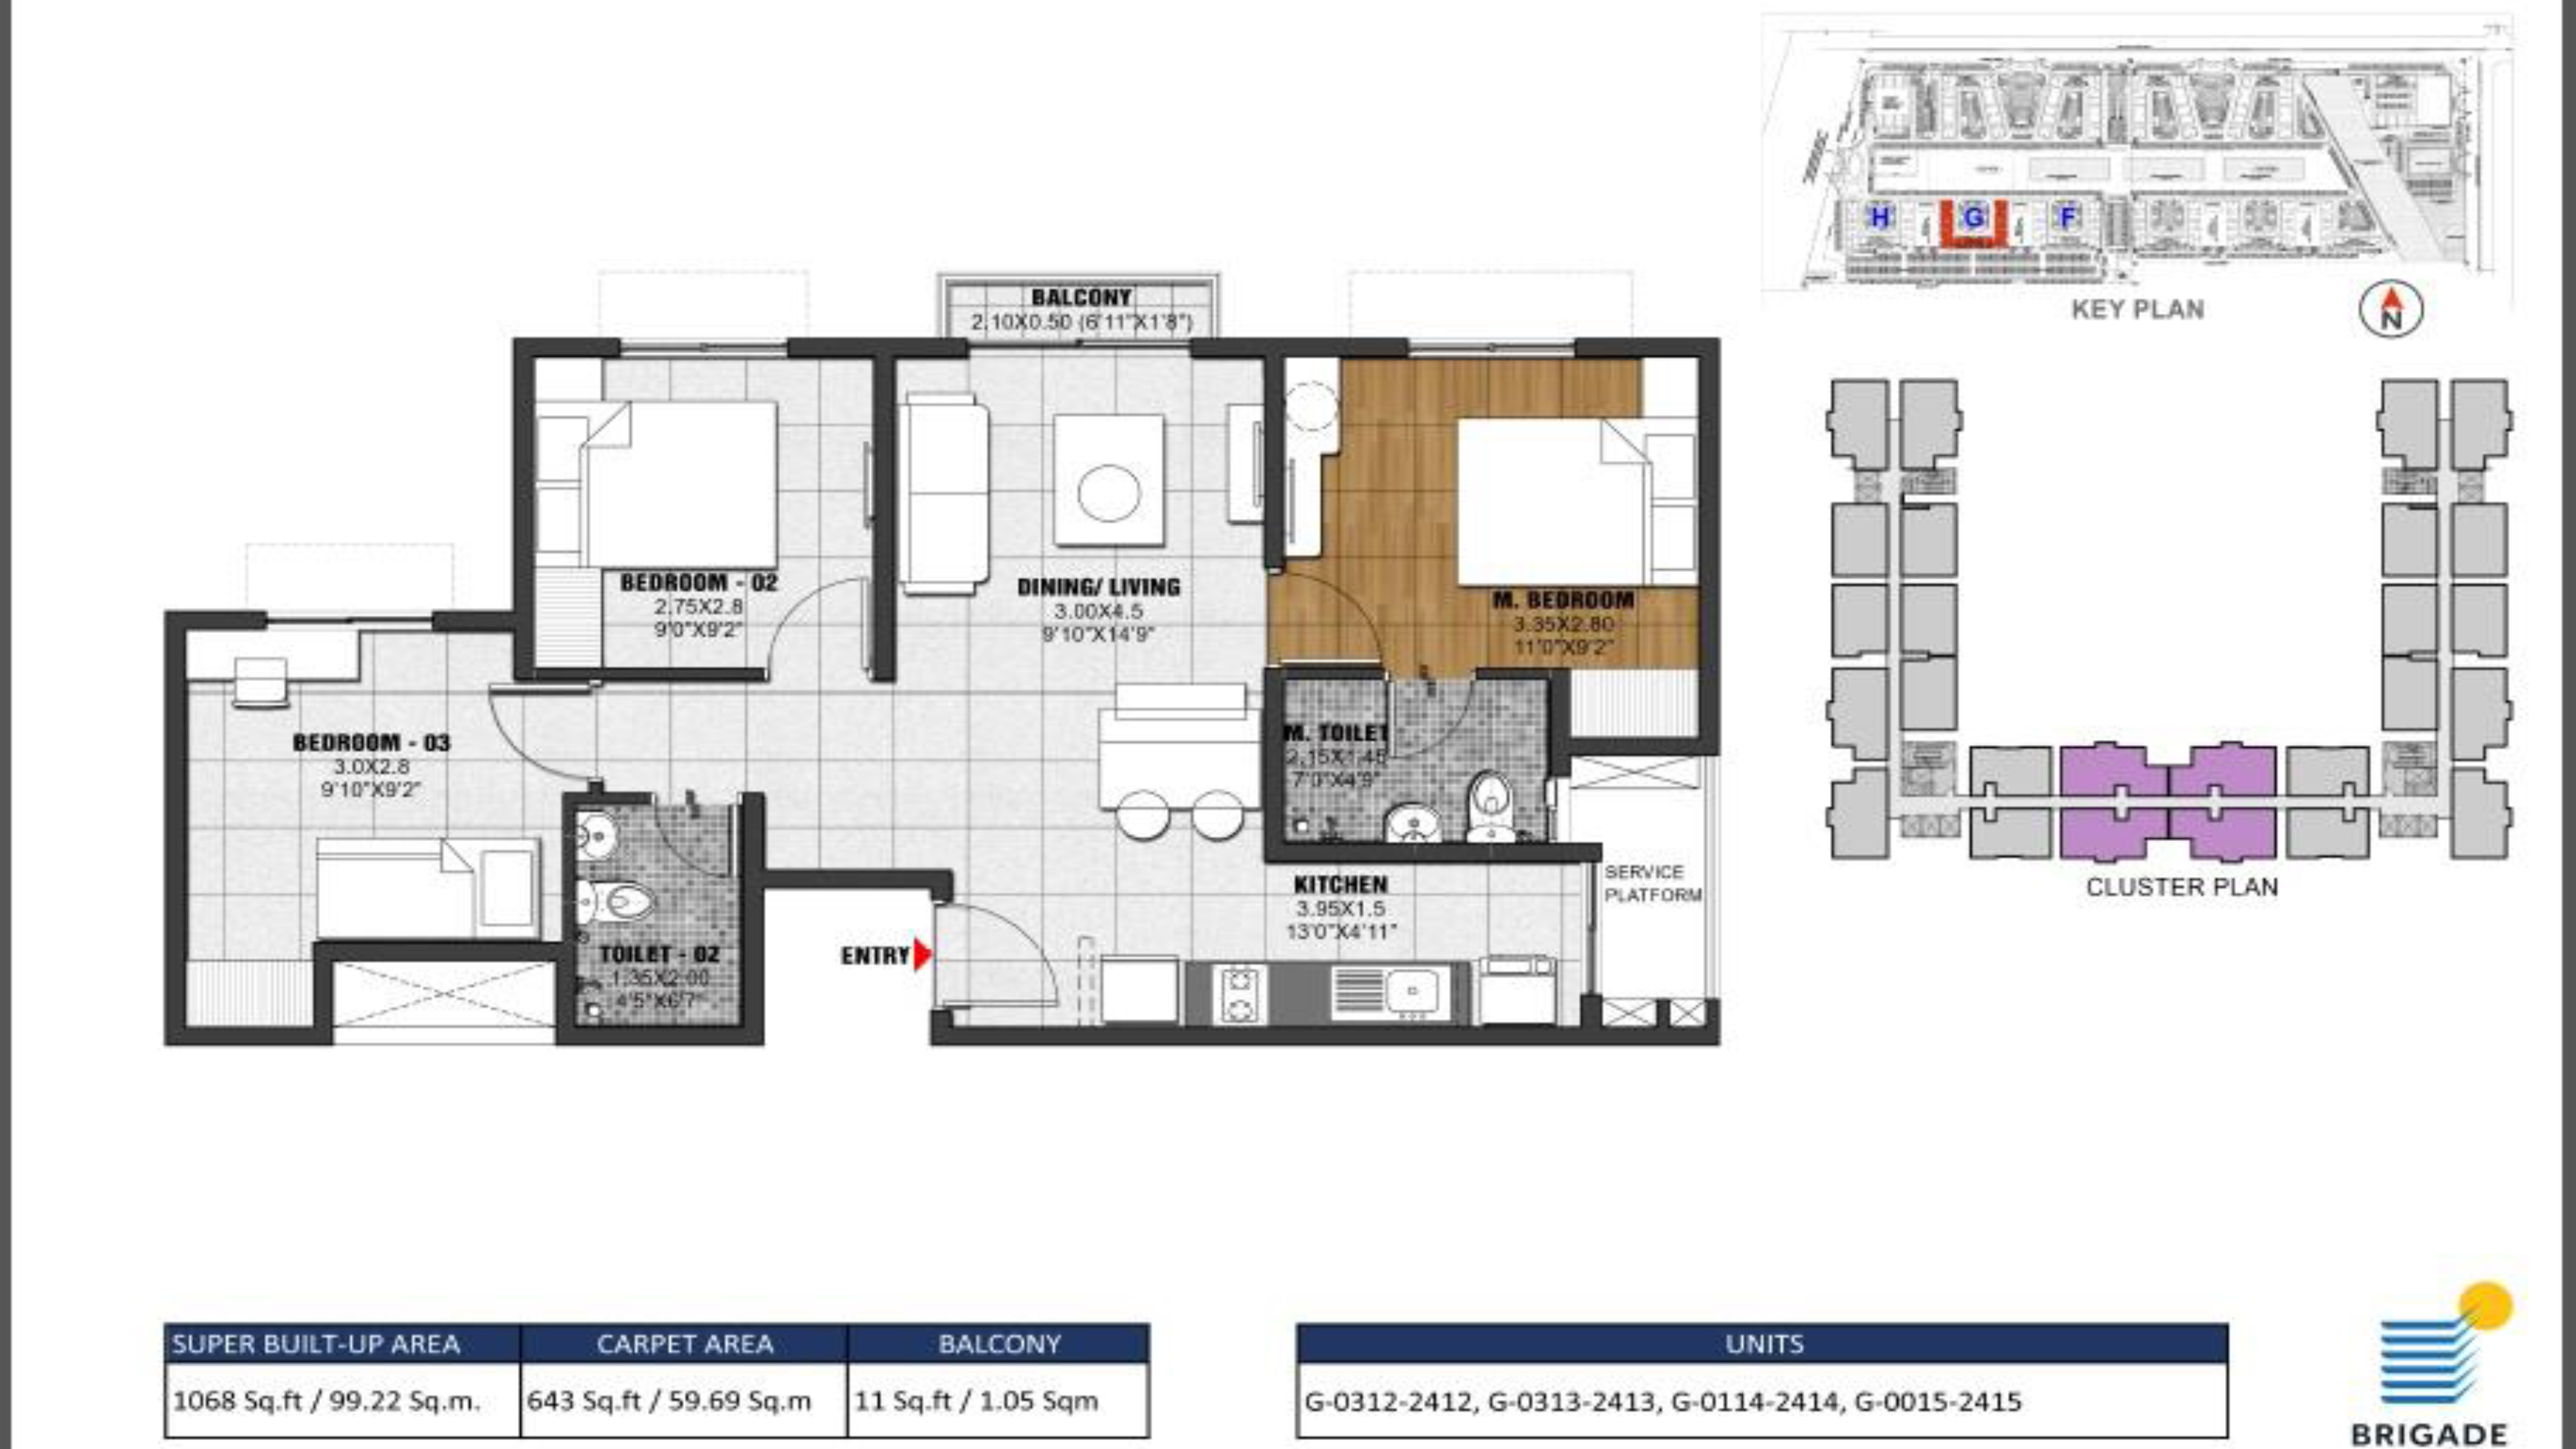 H G F
KEY PLAN
N
BALCONY
2.10X0.50 (6'11"X1'8")
BEDROOM - 02
2.75X2.8
9'0"X9'2"
DINING/ LIVING
3.00X4.5
9'10"X14'9"
M. BEDROOM
3.35X2.80
11'0"X9'2"
BEDROOM - 03
3.0X2.8
9'10"X9'2"
M. TOILET
2.15X1.45
7'0"X4'9"
SERVICE
PLATFORM
KITCHEN
3.95X1.5
13'0"X4'11"
ENTRY
TOILET - 02
1.35X2.00
4'5"X6'7"
CLUSTER PLAN
SUPER BUILT-UP AREA CARPET AREA BALCONY
1068 Sq.ft / 99.22 Sq.m. 643 Sq.ft / 59.69 Sq.m 11 Sq.ft / 1.05 Sqm
UNITS
G-0312-2412, G-0313-2413, G-0114-2414, G-0015-2415
BRIGADE